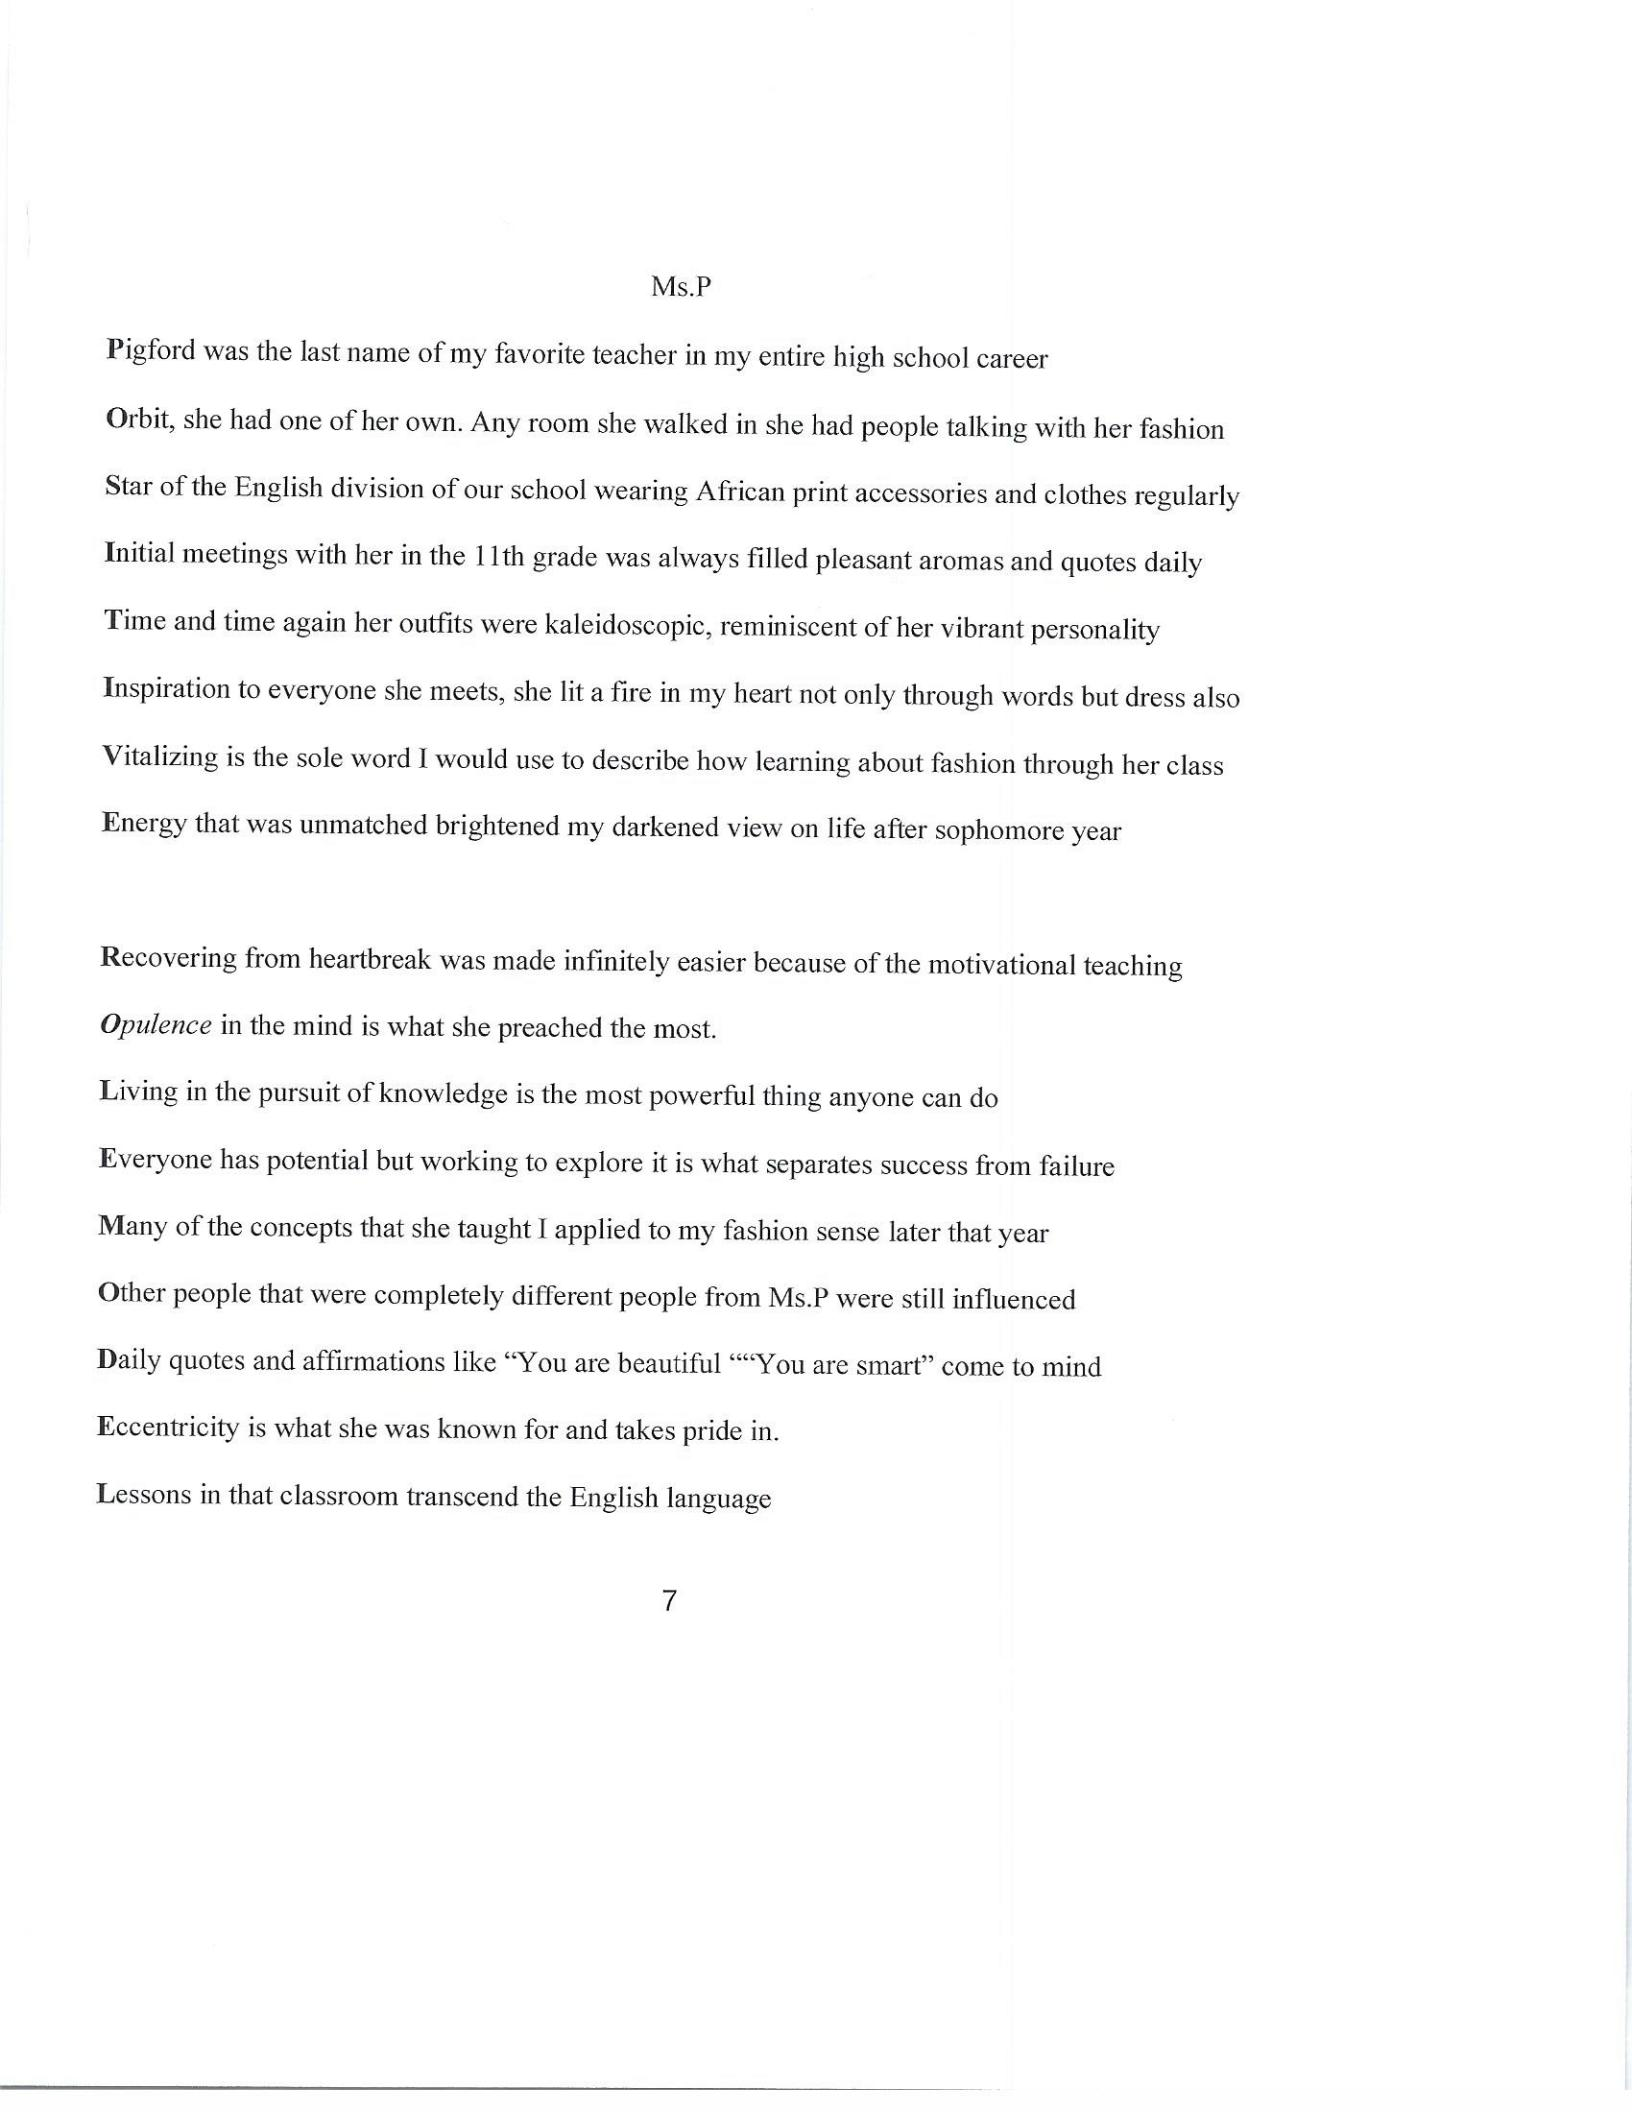 Ms.P
Pigford was the last name of my favorite teacher in my entire high school career
Orbit, she had one of her own. Any room she walked in she had people talking with her fashion
Star of the English division of our school wearing African print accessories and clothes regularly
Initial meetings with her in the 11th grade was always filled pleasant aromas and quotes daily
Time and time again her outfits were kaleidoscopic, reminiscent of her vibrant personality
Inspiration to everyone she meets, she lit a fire in my heart not only through words but dress also
Vitalizing is the sole word I would use to describe how learning about fashion through her class
Energy that was unmatched brightened my darkened view on life after sophomore year
Recovering from heartbreak was made infinitely easier because of the motivational teaching
Opulence in the mind is what she preached the most.
Living in the pursuit of knowledge is the most powerful thing anyone can do
Everyone has potential but working to explore it is what separates success from failure
Many of the concepts that she taught I applied to my fashion sense later that year
Other people that were completely different people from Ms.P were still influenced
Daily quotes and affirmations like “You are beautiful ““You are smart” come to mind
Eccentricity is what she was known for and takes pride in.
Lessons in that classroom transcend the English language
7